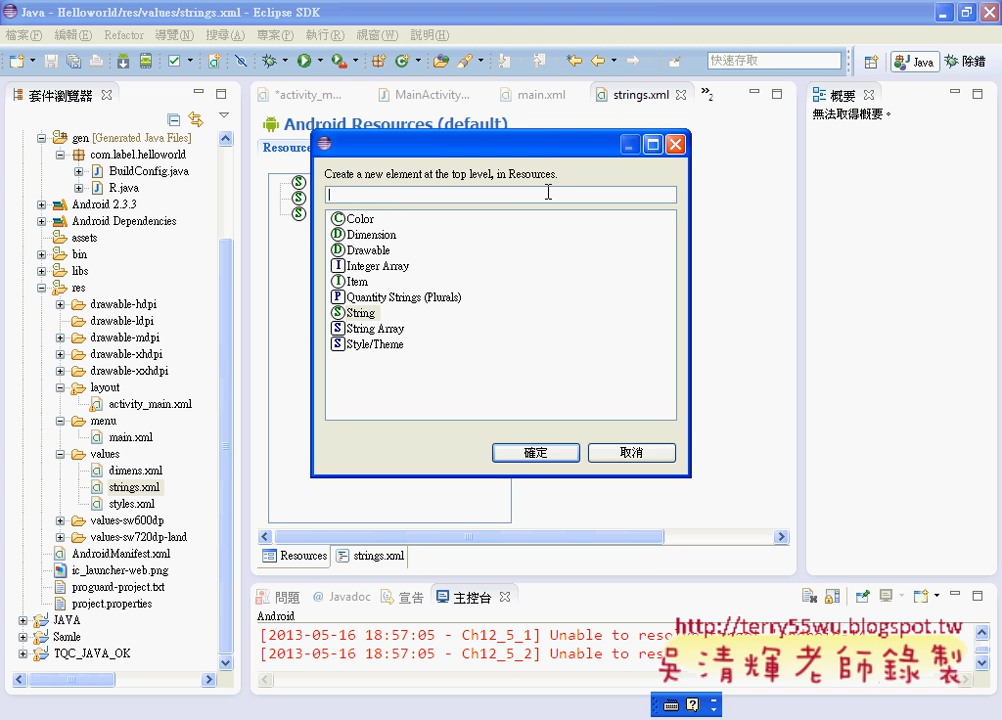 Java - Helloworld/res/values/strings.xml - Eclipse SDK
檔案(F) 編輯(E) Refactor 導覽(N) 搜尋(A) 專案(P) 執行(R) 視窗(W) 說明(H)
快速存取
Java
除錯
套件瀏覽器
gen [Generated Java Files]
com.label.helloworld
BuildConfig.java
R.java
Android 2.3.3
Android Dependencies
assets
bin
libs
res
drawable-hdpi
drawable-ldpi
drawable-mdpi
drawable-xhdpi
drawable-xxhdpi
layout
activity_main.xml
menu
main.xml
values
dimens.xml
strings.xml
styles.xml
values-sw600dp
values-sw720dp-land
AndroidManifest.xml
ic_launcher-web.png
proguard-project.txt
project.properties
JAVA
Samle
TQC_JAVA_OK
*activity_m...
MainActivity...
main.xml
strings.xml
»2
Android Resources (default)
Create a new element at the top level, in Resources.
Color
Dimension
Drawable
Integer Array
Item
Quantity Strings (Plurals)
String
String Array
Style/Theme
確定
取消
Resources
strings.xml
概要
無法取得概要。
問題
@ Javadoc
宣告
主控台
Android
[2013-05-16 18:57:05 - Ch12_5_1] Unable to
[2013-05-16 18:57:05 - Ch12_5_2] Unable to
http://terry55wu.blogspot.tw
吳清輝老師錄製